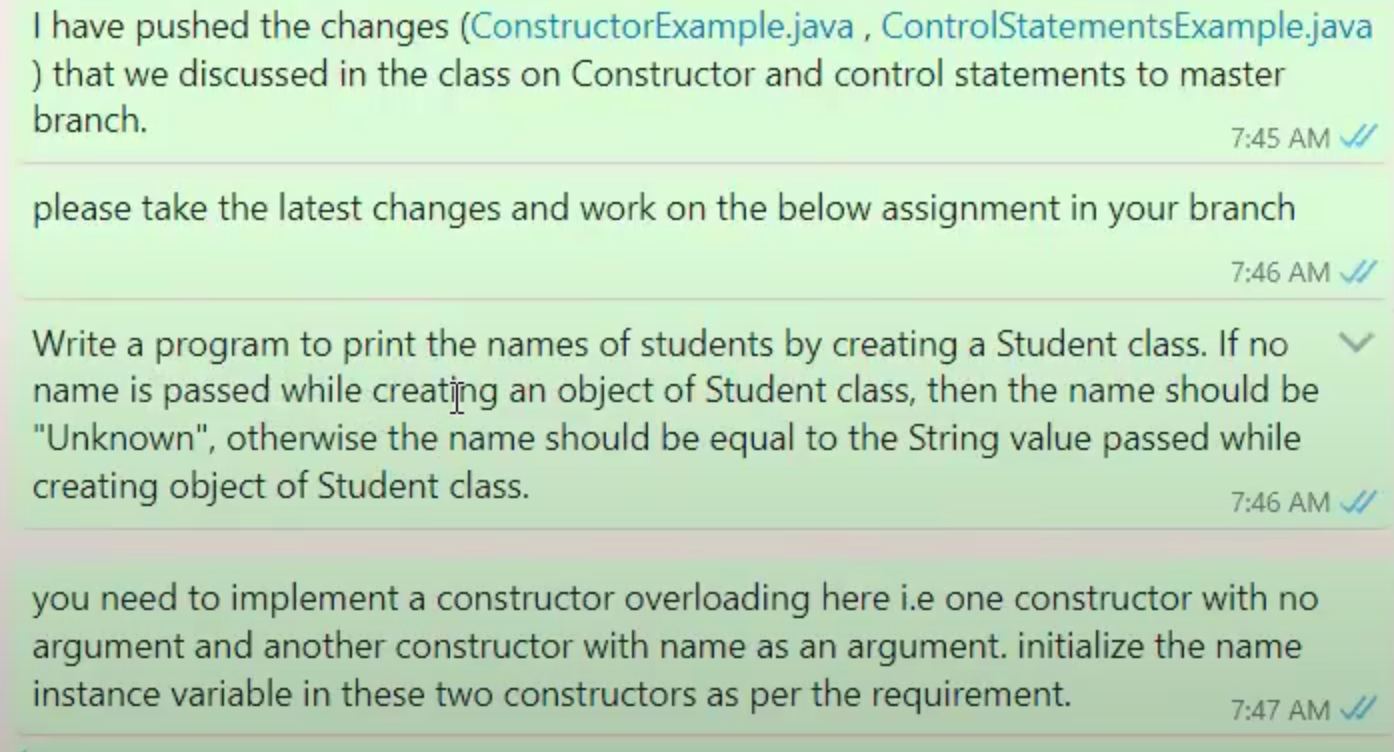 I have pushed the changes (ConstructorExample.java , ControlStatementsExample.java
) that we discussed in the class on Constructor and control statements to master
branch.
7:45 AM
please take the latest changes and work on the below assignment in your branch
7:46 AM
Write a program to print the names of students by creating a Student class. If no
name is passed while creating an object of Student class, then the name should be
"Unknown", otherwise the name should be equal to the String value passed while
creating object of Student class.
7:46 AM
you need to implement a constructor overloading here i.e one constructor with no
argument and another constructor with name as an argument. initialize the name
instance variable in these two constructors as per the requirement.
7:47 AM